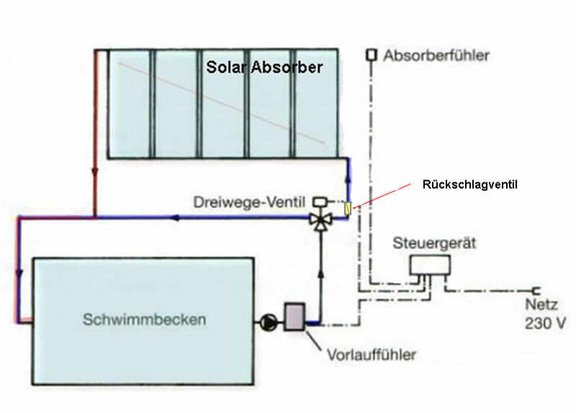 Solar Absorber
Absorberfühler
Rückschlagventil
Dreiwege-Ventil
Steuergerät
Schwimmbecken
Netz
230 V
Vorlauffühler